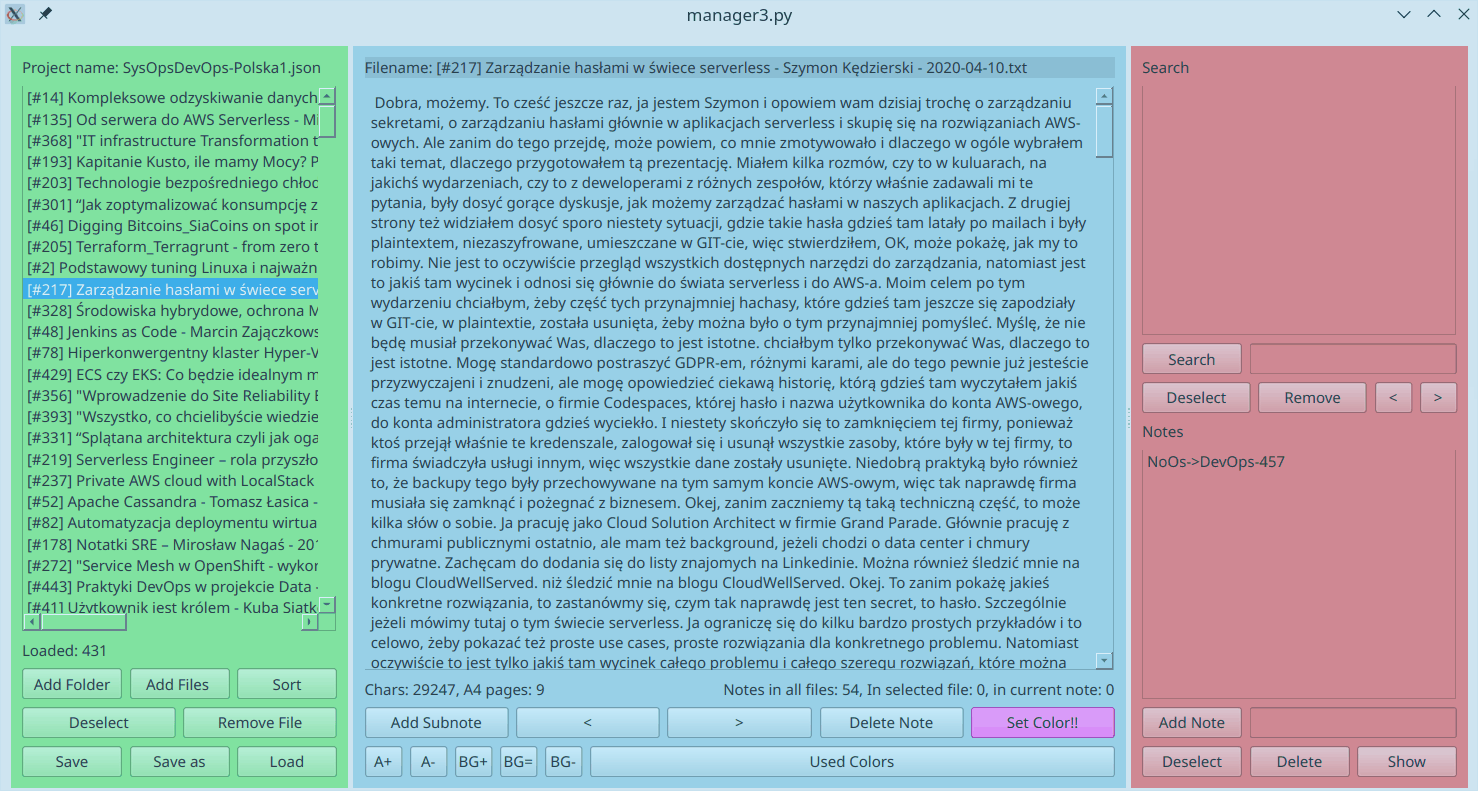 manager3.py
Project name: SysOpsDevOps-Polska1.json
[#14] Kompleksowe odzyskiwanie danych
[#135] Od serwera do AWS Serverless - Mi
[#368] "IT infrastructure Transformation t
[#193] Kapitanie Kusto, ile mamy Mocy? P
[#203] Technologie bezpośredniego chłoc
[#301] “Jak zoptymalizować konsumpcję z
[#46] Digging Bitcoins_SiaCoins on spot in
[#205] Terraform_Terragrunt - from zero t
[#2] Podstawowy tuning Linuxa i najważn
[#217] Zarządzanie hasłami w świece serv
[#328] Środowiska hybrydowe, ochrona M
[#48] Jenkins as Code - Marcin Zajączkows
[#78] Hiperkonwergentny klaster Hyper-V
[#429] ECS czy EKS: Co będzie idealnym m
[#356] "Wprowadzenie do Site Reliability E
[#393] "Wszystko, co chcielibyście wiedzie
[#331] “Splątana architektura czyli jak oga
[#219] Serverless Engineer – rola przyszło
[#237] Private AWS cloud with LocalStack
[#52] Apache Cassandra - Tomasz Łasica -
[#82] Automatyzacja deploymentu wirtua
[#178] Notatki SRE – Mirosław Nagaś - 201
[#272] "Service Mesh w OpenShift - wykor
[#443] Praktyki DevOps w projekcie Data -
[#41] Użytkownik jest królem - Kuba Siatk
Loaded: 431
Add Folder
Add Files
Sort
Deselect
Remove File
Save
Save as
Load
Filename: [#217] Zarządzanie hasłami w świece serverless - Szymon Kędzierski - 2020-04-10.txt
Dobra, możemy. To cześć jeszcze raz, ja jestem Szymon i opowiem wam dzisiaj trochę o zarządzaniu
sekretami, o zarządzaniu hasłami głównie w aplikacjach serverless i skupię się na rozwiązaniach AWS-
owych. Ale zanim do tego przejdę, może powiem, co mnie zmotywowało i dlaczego w ogóle wybrałem
taki temat, dlaczego przygotowałem tą prezentację. Miałem kilka rozmów, czy to w kuluarach, na
jakichś wydarzeniach, czy to z deweloperami z różnych zespołów, którzy właśnie zadawali mi te
pytania, były dosyć gorące dyskusje, jak możemy zarządzać hasłami w naszych aplikacjach. Z drugiej
strony też widziałem dosyć sporo niestety sytuacji, gdzie takie hasła gdzieś tam latały po mailach i były
plaintextem, niezaszyfrowane, umieszczane w GIT-cie, więc stwierdziłem, OK, może pokażę, jak my to
robimy. Nie jest to oczywiście przegląd wszystkich dostępnych narzędzi do zarządzania, natomiast jest
to jakiś tam wycinek i odnosi się głównie do świata serverless i do AWS-a. Moim celem po tym
wydarzeniu chciałbym, żeby część tych przynajmniej hachasy, które gdzieś tam jeszcze się zapodziały
w GIT-cie, w plaintextie, została usunięta, żeby można było o tym przynajmniej pomyśleć. Myślę, że nie
będę musiał przekonywać Was, dlaczego to jest istotne. chciałbym tylko przekonywać Was, dlaczego to
jest istotne. Mogę standardowo postraszyć GDPR-em, różnymi karami, ale do tego pewnie już jesteście
przyzwyczajeni i znudzeni, ale mogę opowiedzieć ciekawą historię, którą gdzieś tam wyczytałem jakiś
czas temu na internecie, o firmie Codespaces, której hasło i nazwa użytkownika do konta AWS-owego,
do konta administratora gdzieś wyciekło. I niestety skończyło się to zamknięciem tej firmy, ponieważ
ktoś przejął właśnie te kredenszale, zalogował się i usunął wszystkie zasoby, które były w tej firmy, to
firma świadczyła usługi innym, więc wszystkie dane zostały usunięte. Niedobrą praktyką było również
to, że backupy tego były przechowywane na tym samym koncie AWS-owym, więc tak naprawdę firma
musiała się zamknąć i pożegnać z biznesem. Okej, zanim zaczniemy tą taką techniczną część, to może
kilka słów o sobie. Ja pracuję jako Cloud Solution Architect w firmie Grand Parade. Głównie pracuję z
chmurami publicznymi ostatnio, ale mam też background, jeżeli chodzi o data center i chmury
prywatne. Zachęcam do dodania się do listy znajomych na Linkedinie. Można również śledzić mnie na
blogu CloudWellServed. niż śledzić mnie na blogu CloudWellServed. Okej. To zanim pokażę jakieś
konkretne rozwiązania, to zastanówmy się, czym tak naprawdę jest ten secret, to hasło. Szczególnie
jeżeli mówimy tutaj o tym świecie serverless. Ja ograniczę się do kilku bardzo prostych przykładów i to
celowo, żeby pokazać też proste use cases, proste rozwiązania dla konkretnego problemu. Natomiast
oczywiście to jest tylko jakiś tam wycinek całego problemu i całego szeregu rozwiązań, które można
Chars: 29247, A4 pages: 9
Notes in all files: 54, In selected file: 0, in current note: 0
Add Subnote
<
>
Delete Note
Set Color!!
A+
A-
BG+
BG=
BG-
Used Colors
Search
Search
Deselect
Remove
<
>
Notes
NoOs->DevOps-457
Add Note
Deselect
Delete
Show